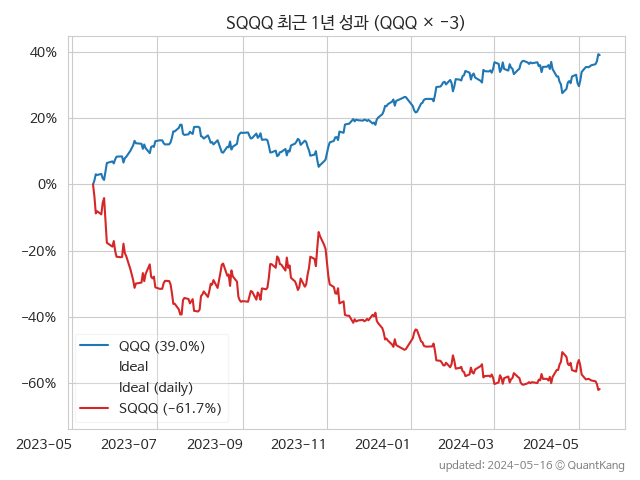 SQQQ 최근 1년 성과 (QQQ × −3)
40%
20%
0%
−20%
−40%
−60%
QQQ (39.0%)
Ideal
Ideal (daily)
SQQQ (−61.7%)
2023−05 2023−07 2023−09 2023−11 2024−01 2024−03 2024−05
updated: 2024−05−16 © QuantKang